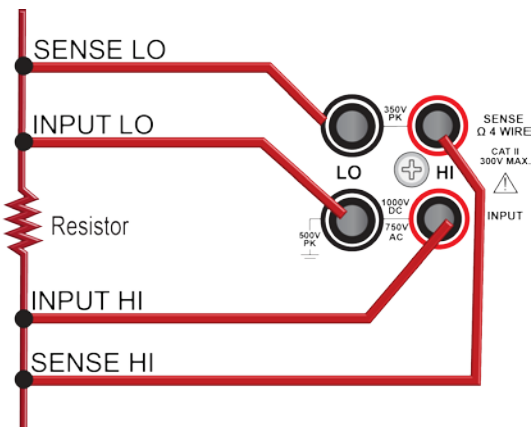 SENSE LO
INPUT LO
Resistor
INPUT HI
SENSE HI
350V
PK
SENSE
Ω 4 WIRE
CAT II
300V MAX.
LO
HI
1000V
DC
750V
AC
INPUT
500V
PK